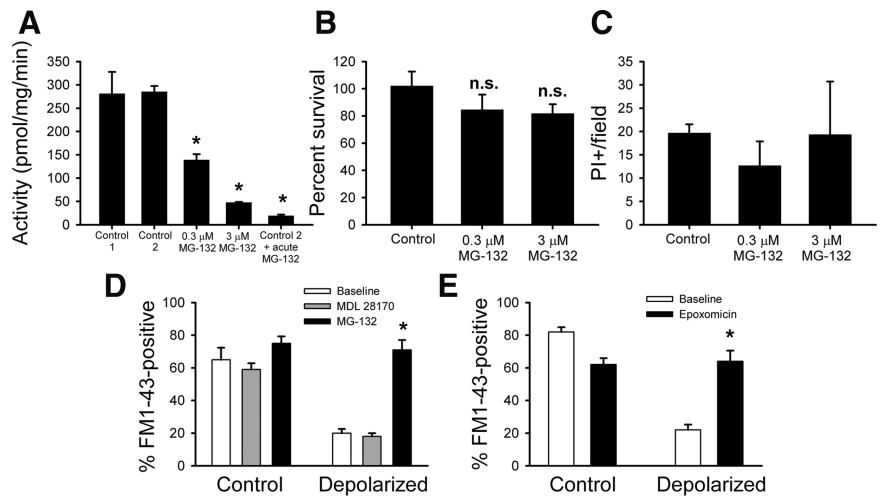 A
Activity (pmol/mg/min)
350
300
250
200
150
100
50
0
*
*
*
Control
1
Control
2
0.3 µM
MG-132
3 µM
MG-132
Control 2
+ acute
MG-132
B
Percent survival
120
100
80
60
40
20
0
n.s.
n.s.
Control
0.3 µM
MG-132
3 µM
MG-132
C
PI+/field
35
30
25
20
15
10
5
0
Control
0.3 µM
MG-132
3 µM
MG-132
D
% FM1-43-positive
100
80
60
40
20
0
Baseline
MDL 28170
MG-132
*
Control
Depolarized
E
% FM1-43-positive
100
80
60
40
20
0
Baseline
Epoxomicin
*
Control
Depolarized